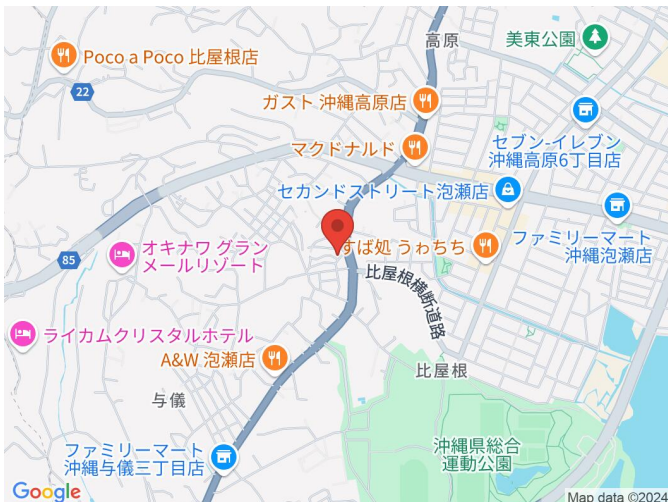 高原
美東公園
Poco a Poco 比屋根店
22
ガスト 沖縄高原店
セブン-イレブン
沖縄高原6丁目店
マクドナルド
セカンドストリート泡瀬店
すば処 うゎちち
ファミリーマート
沖縄泡瀬店
85
オキナワ グラン
メールリゾート
比屋根横断道路
ライカムクリスタルホテル
A&W 泡瀬店
比屋根
与儀
ファミリーマート
沖縄与儀三丁目店
沖縄県総合
運動公園
Google
Map data ©2024